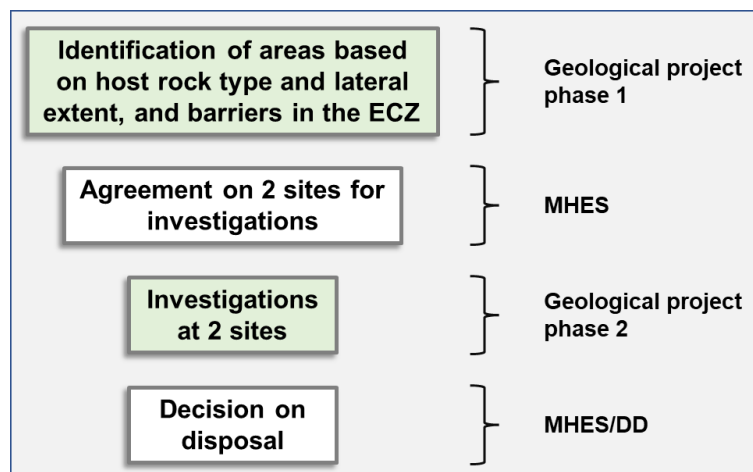 Identification of areas based
on host rock type and lateral
extent, and barriers in the ECZ
Geological project
phase 1
Agreement on 2 sites for
investigations
MHES
Investigations
at 2 sites
Geological project
phase 2
Decision on
disposal
MHES/DD